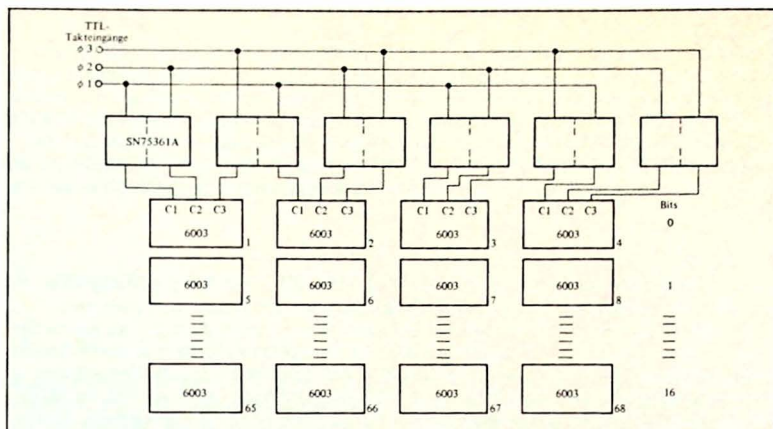 TTL-
Takteingänge
ϕ 3
ϕ 2
ϕ 1
SN75361A
C1 C2 C3
C1 C2 C3
C1 C2 C3
C1 C2 C3
Bits
6003 1
6003 2
6003 3
6003 4
0
6003 5
6003 6
6003 7
6003 8
1
6003 65
6003 66
6003 67
6003 68
16